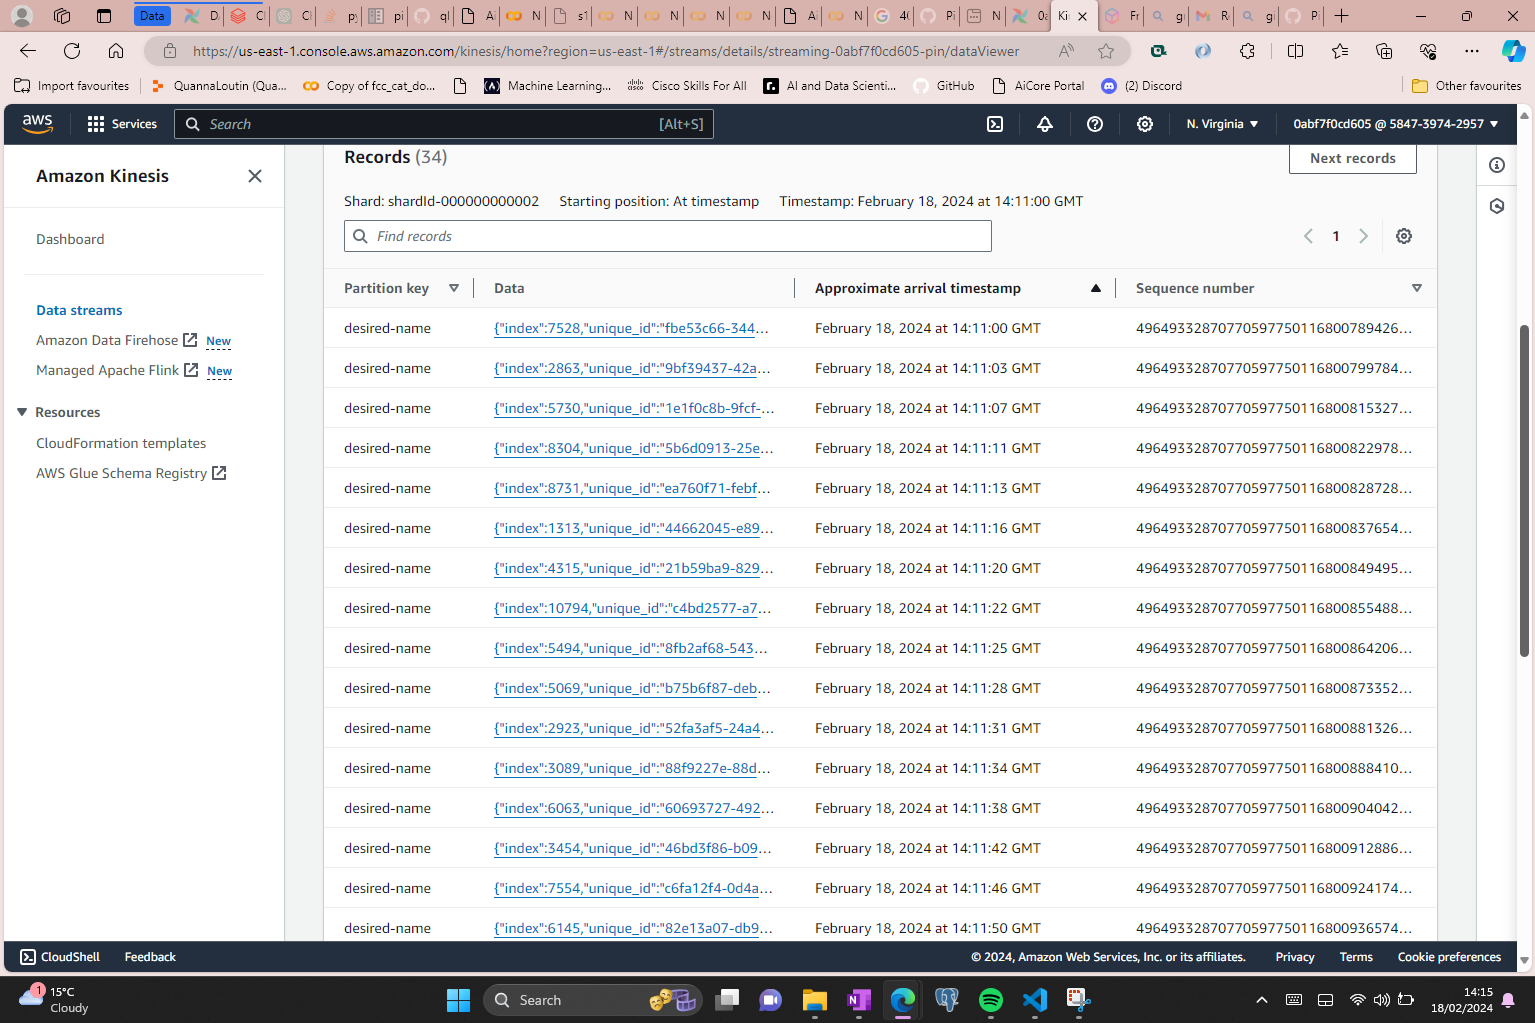 Data
https://us-east-1.console.aws.amazon.com/kinesis/home?region=us-east-1#/streams/details/streaming-0abf7f0cd605-pin/dataViewer
Import favourites
QuannaLoutin (Qua...
Copy of fcc_cat_do...
Machine Learning...
Cisco Skills For All
AI and Data Scienti...
GitHub
AiCore Portal
(2) Discord
Other favourites
aws
Services
Search
[Alt+S]
N. Virginia
0abf7f0cd605 @ 5847-3974-2957
Amazon Kinesis
Dashboard
Data streams
Amazon Data Firehose New
Managed Apache Flink New
Resources
CloudFormation templates
AWS Glue Schema Registry
Records (34)
Next records
Shard: shardId-000000000002 Starting position: At timestamp Timestamp: February 18, 2024 at 14:11:00 GMT
Find records
1
Partition key Data Approximate arrival timestamp Sequence number
desired-name {"index":7528,"unique_id":"fbe53c66-344... February 18, 2024 at 14:11:00 GMT 49649332870770597750116800789426...
desired-name {"index":2863,"unique_id":"9bf39437-42a... February 18, 2024 at 14:11:03 GMT 49649332870770597750116800799784...
desired-name {"index":5730,"unique_id":"1e1f0c8b-9fcf-... February 18, 2024 at 14:11:07 GMT 49649332870770597750116800815327...
desired-name {"index":8304,"unique_id":"5b6d0913-25e... February 18, 2024 at 14:11:11 GMT 49649332870770597750116800822978...
desired-name {"index":8731,"unique_id":"ea760f71-febf... February 18, 2024 at 14:11:13 GMT 49649332870770597750116800828728...
desired-name {"index":1313,"unique_id":"44662045-e89... February 18, 2024 at 14:11:16 GMT 49649332870770597750116800837654...
desired-name {"index":4315,"unique_id":"21b59ba9-829... February 18, 2024 at 14:11:20 GMT 49649332870770597750116800849495...
desired-name {"index":10794,"unique_id":"c4bd2577-a7... February 18, 2024 at 14:11:22 GMT 49649332870770597750116800855488...
desired-name {"index":5494,"unique_id":"8fb2af68-543... February 18, 2024 at 14:11:25 GMT 49649332870770597750116800864206...
desired-name {"index":5069,"unique_id":"b75b6f87-deb... February 18, 2024 at 14:11:28 GMT 49649332870770597750116800873352...
desired-name {"index":2923,"unique_id":"52fa3af5-24a4... February 18, 2024 at 14:11:31 GMT 49649332870770597750116800881326...
desired-name {"index":3089,"unique_id":"88f9227e-88d... February 18, 2024 at 14:11:34 GMT 49649332870770597750116800888410...
desired-name {"index":6063,"unique_id":"60693727-492... February 18, 2024 at 14:11:38 GMT 49649332870770597750116800904042...
desired-name {"index":3454,"unique_id":"46bd3f86-b09... February 18, 2024 at 14:11:42 GMT 49649332870770597750116800912886...
desired-name {"index":7554,"unique_id":"c6fa12f4-0d4a... February 18, 2024 at 14:11:46 GMT 49649332870770597750116800924174...
desired-name {"index":6145,"unique_id":"82e13a07-db9... February 18, 2024 at 14:11:50 GMT 49649332870770597750116800936574...
CloudShell Feedback © 2024, Amazon Web Services, Inc. or its affiliates. Privacy Terms Cookie preferences
1
15°C
Cloudy
Search
14:15
18/02/2024